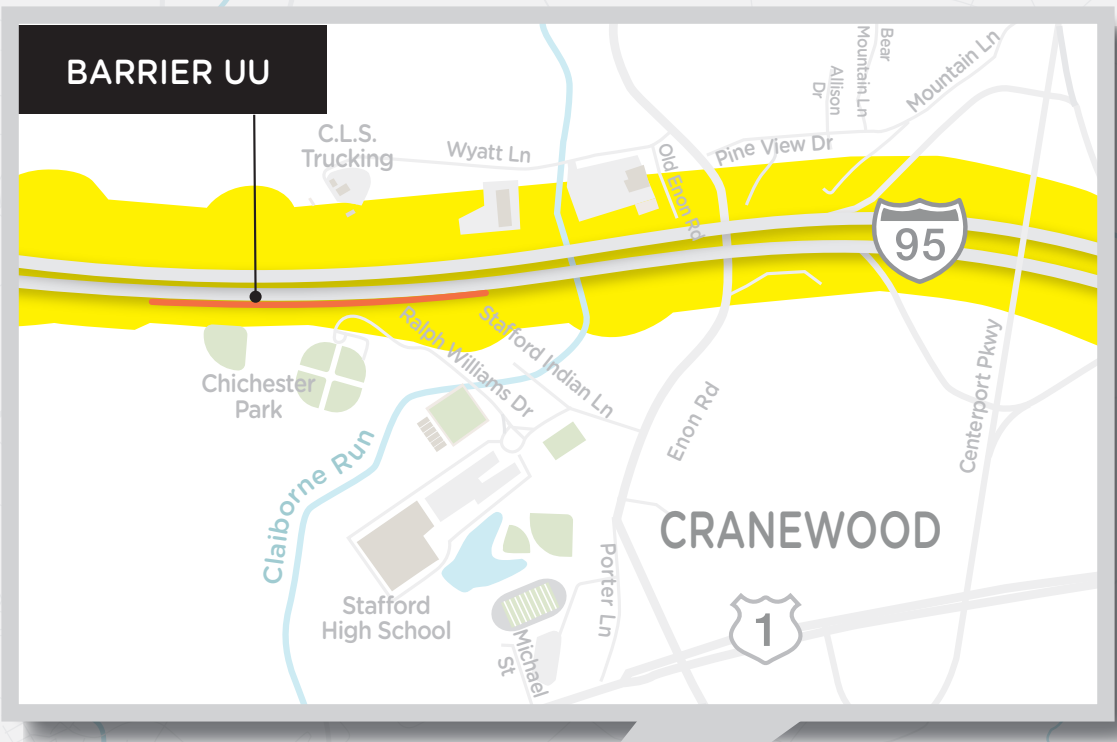 BARRIER UU
C.L.S.
Trucking
Wyatt Ln
Old Enon Rd
Pine View Dr
Allison
Dr
Bear
Mountain Ln
Mountain Ln
95
Ralph Williams Dr
Stafford Indian Ln
Chichester
Park
Claiborne Run
Enon Rd
Centerport Pkwy
CRANEWOOD
Stafford
High School
Porter Ln
Michael
St
1